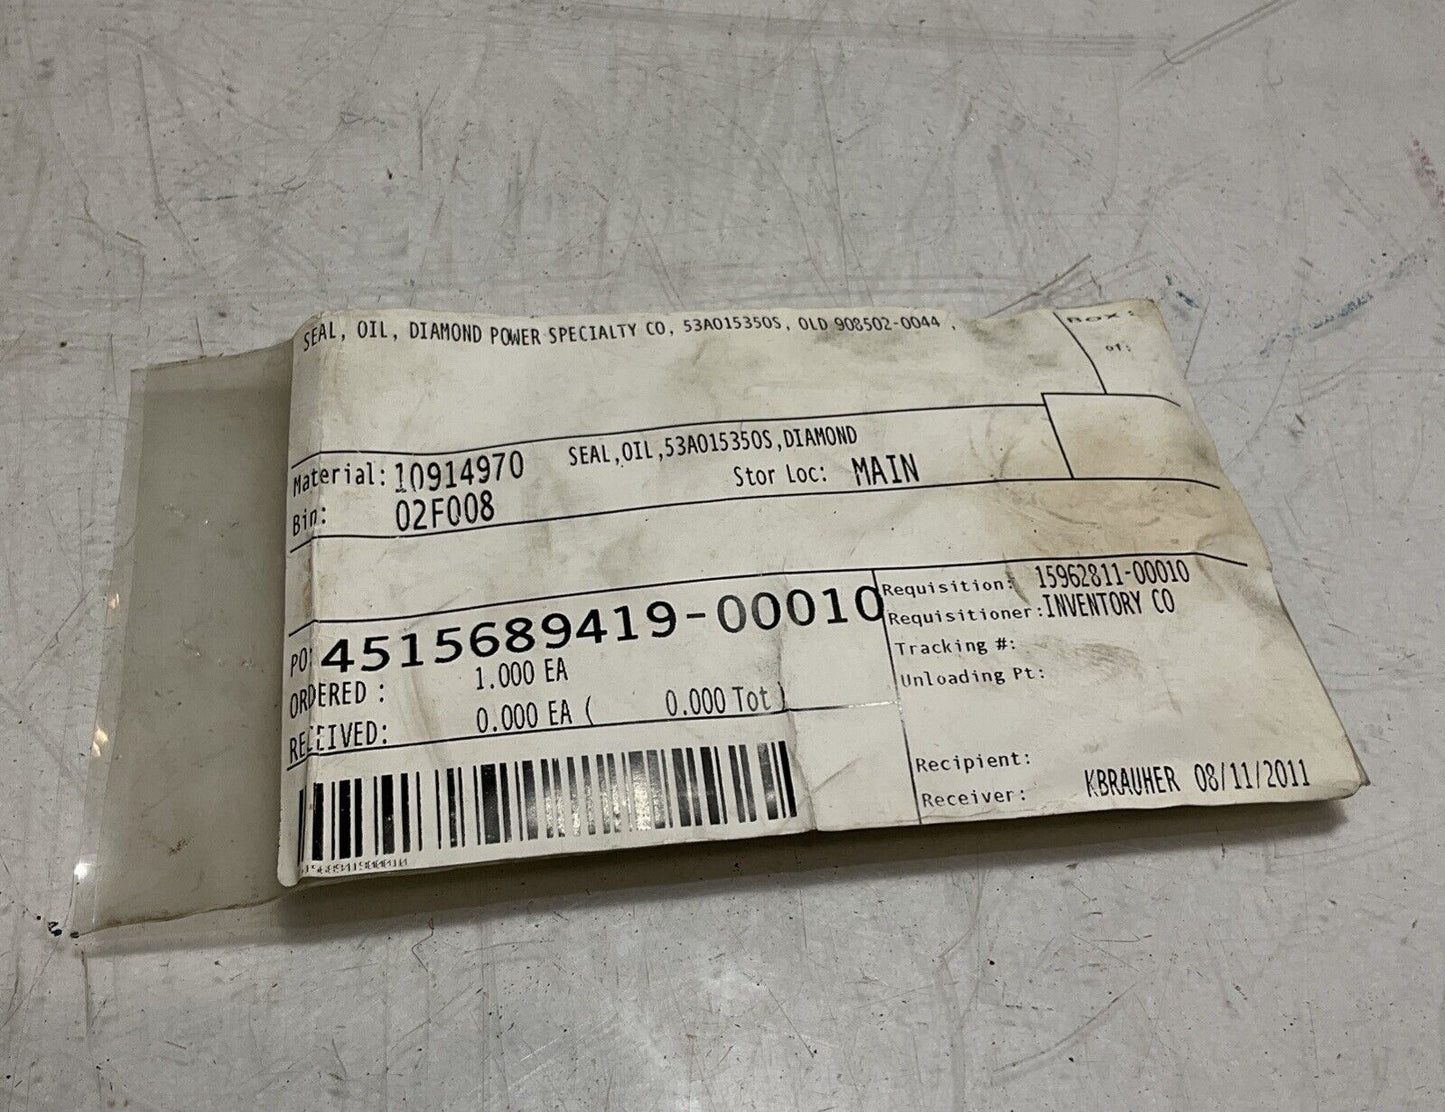 SEAL, OIL, DIAMOND POWER SPECIALTY CO, 53A015350S, OLD 908502-0044 ,
BOX:
of:
SEAL,OIL,53A015350S,DIAMOND
Material: 10914970
Stor Loc: MAIN
Bin: 02F008
PO: 4515689419-00010
ORDERED : 1.000 EA
RECEIVED: 0.000 EA ( 0.000 Tot )
Requisition: 15962811-00010
Requisitioner: INVENTORY CO
Tracking #:
Unloading Pt:
Recipient:
Receiver: KBRAUHER 08/11/2011